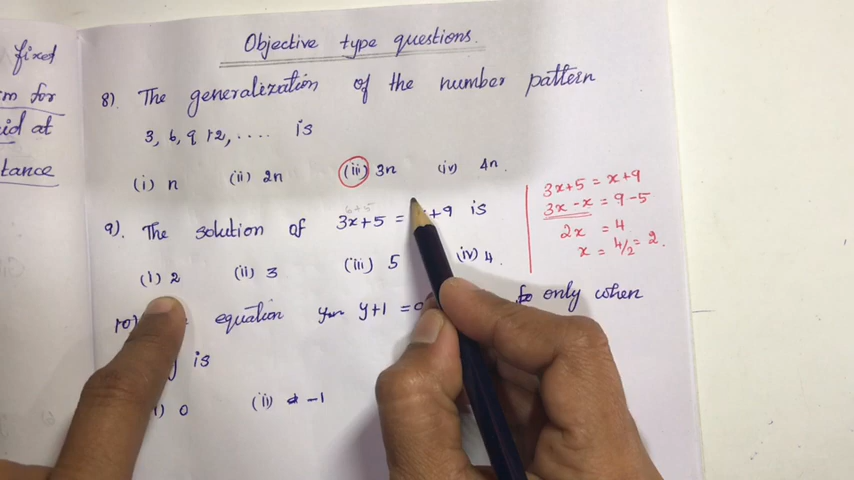 fixed
m for
id at
tance
Objective type questions.
8). The generalization of the number pattern
3, 6, 9, 12, .... is
(i) n (ii) 2n (iii) 3n (iv) 4n.
9). The solution of 3x+5 = x+9 is
(i) 2 (ii) 3 (iii) 5 (iv) 4.
3x+5 = x+9
3x-x = 9-5
2x = 4
x = 4/2 = 2.
10). equation y+1 = 0 to only when
y is
(i) 0 (ii) -1